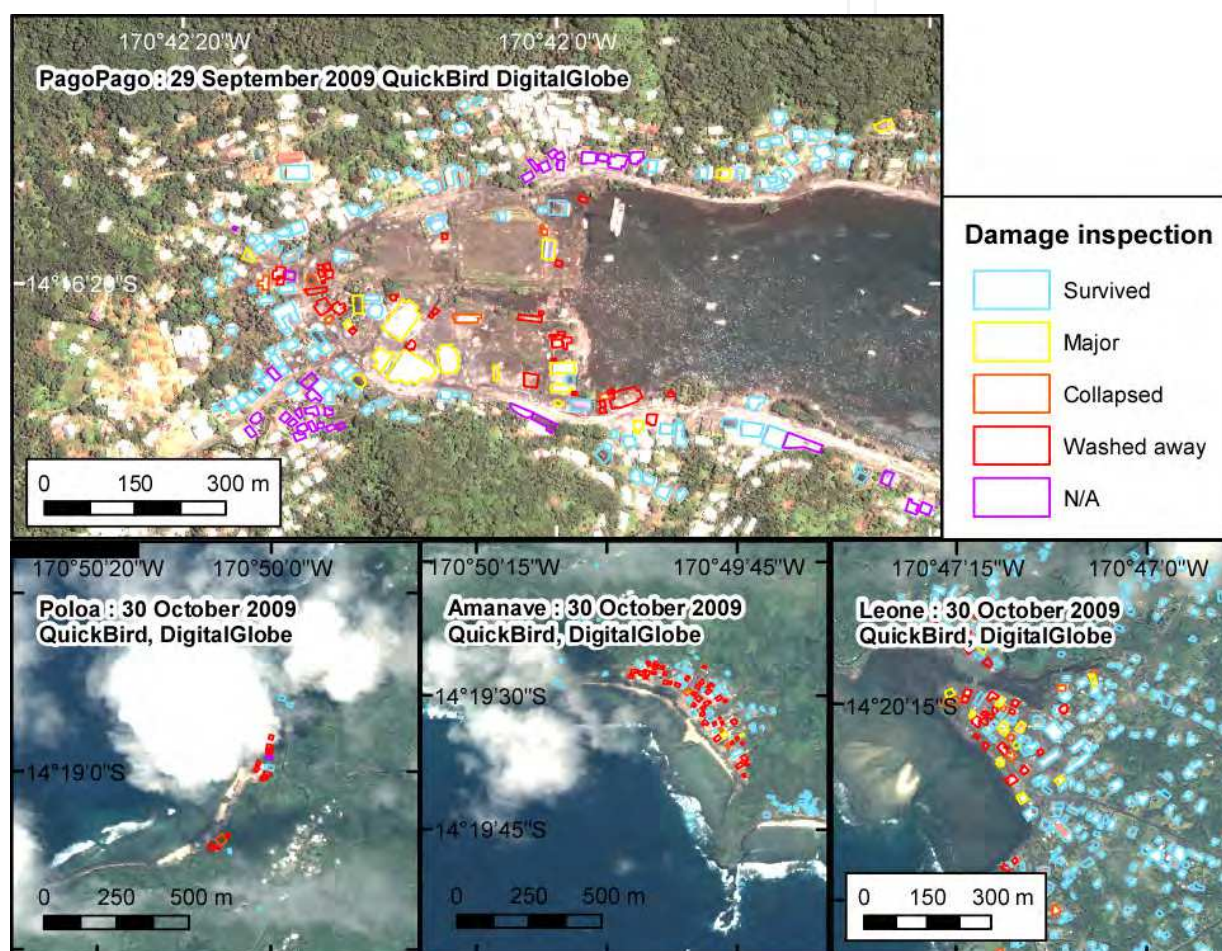 170°42'20"W
170°42'0"W
PagoPago : 29 September 2009 QuickBird DigitalGlobe
14°16'20"S
0 150 300 m
Damage inspection
Survived
Major
Collapsed
Washed away
N/A
170°50'20"W
170°50'0"W
Poloa : 30 October 2009
QuickBird, DigitalGlobe
14°19'0"S
0 250 500 m
170°50'15"W
170°49'45"W
Amanave : 30 October 2009
QuickBird, DigitalGlobe
14°19'30"S
14°19'45"S
0 250 500 m
170°47'15"W
170°47'0"W
Leone : 30 October 2009
QuickBird, DigitalGlobe
14°20'15"S
0 150 300 m